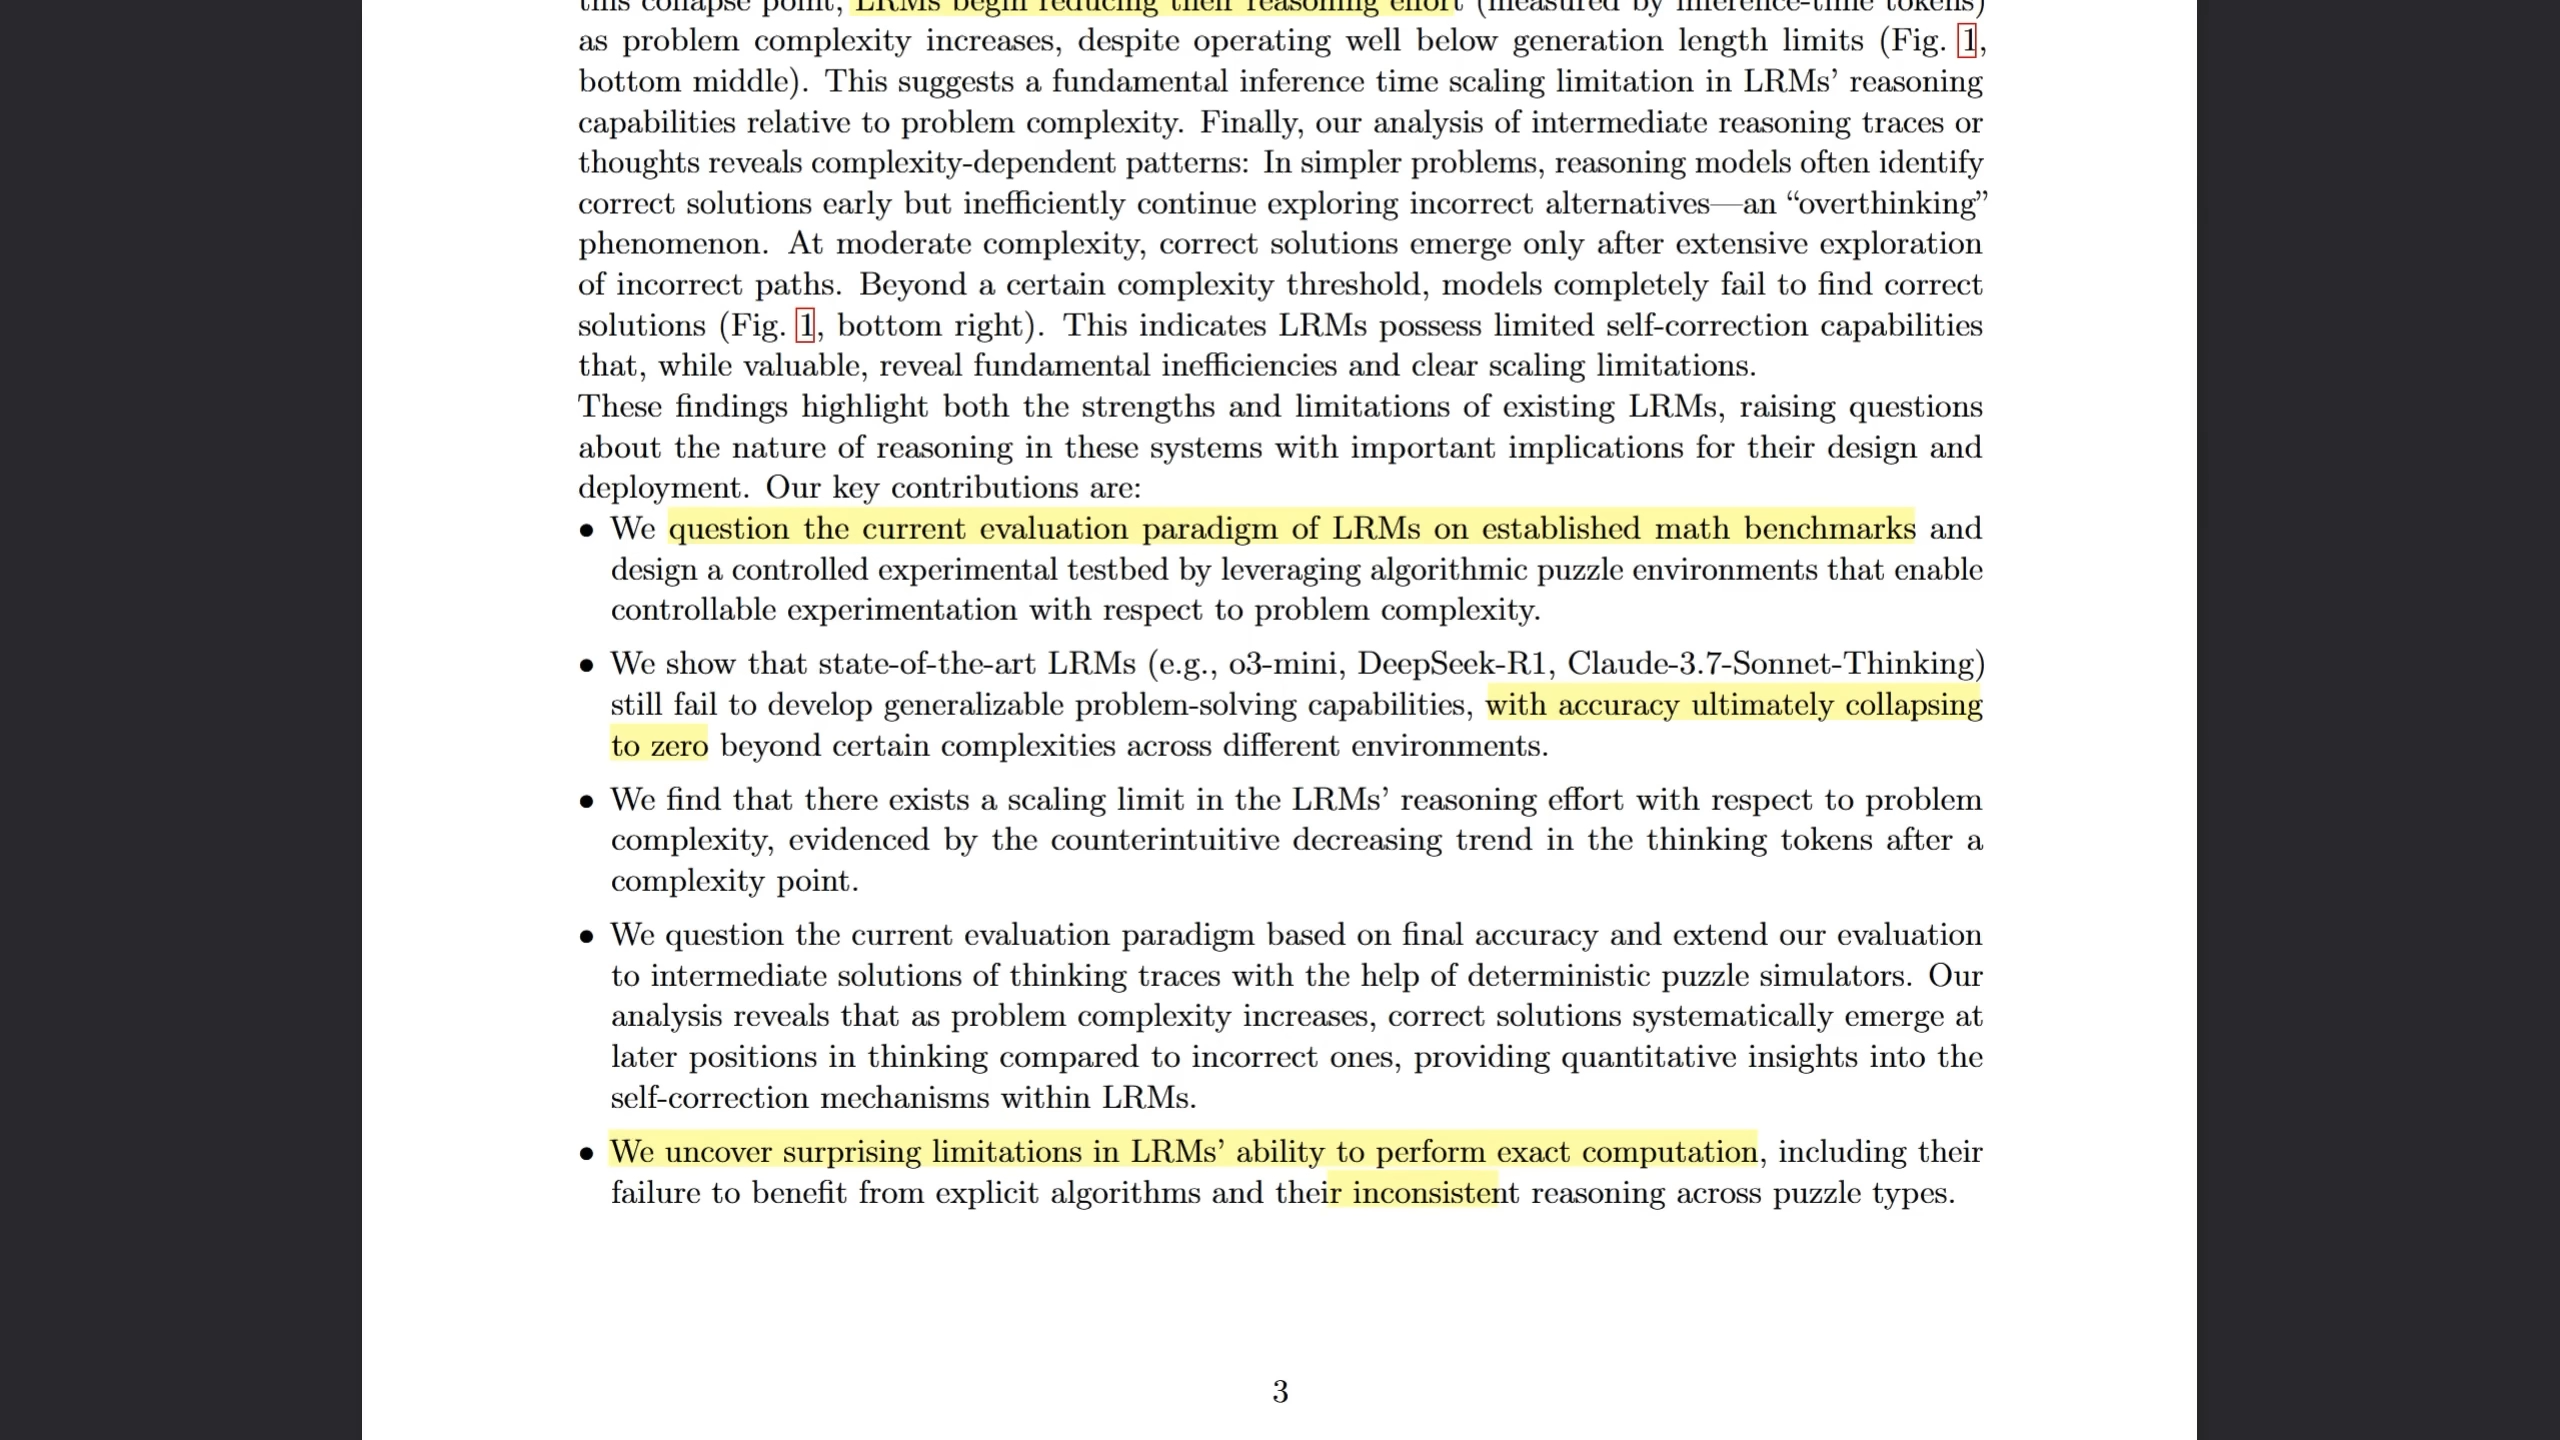 this collapse point, LRMs begin reducing their reasoning effort (measured by inference-time tokens)
as problem complexity increases, despite operating well below generation length limits (Fig. 1,
bottom middle). This suggests a fundamental inference time scaling limitation in LRMs’ reasoning
capabilities relative to problem complexity. Finally, our analysis of intermediate reasoning traces or
thoughts reveals complexity-dependent patterns: In simpler problems, reasoning models often identify
correct solutions early but inefficiently continue exploring incorrect alternatives—an “overthinking”
phenomenon. At moderate complexity, correct solutions emerge only after extensive exploration
of incorrect paths. Beyond a certain complexity threshold, models completely fail to find correct
solutions (Fig. 1, bottom right). This indicates LRMs possess limited self-correction capabilities
that, while valuable, reveal fundamental inefficiencies and clear scaling limitations.
These findings highlight both the strengths and limitations of existing LRMs, raising questions
about the nature of reasoning in these systems with important implications for their design and
deployment. Our key contributions are:
• We question the current evaluation paradigm of LRMs on established math benchmarks and
design a controlled experimental testbed by leveraging algorithmic puzzle environments that enable
controllable experimentation with respect to problem complexity.
• We show that state-of-the-art LRMs (e.g., o3-mini, DeepSeek-R1, Claude-3.7-Sonnet-Thinking)
still fail to develop generalizable problem-solving capabilities, with accuracy ultimately collapsing
to zero beyond certain complexities across different environments.
• We find that there exists a scaling limit in the LRMs’ reasoning effort with respect to problem
complexity, evidenced by the counterintuitive decreasing trend in the thinking tokens after a
complexity point.
• We question the current evaluation paradigm based on final accuracy and extend our evaluation
to intermediate solutions of thinking traces with the help of deterministic puzzle simulators. Our
analysis reveals that as problem complexity increases, correct solutions systematically emerge at
later positions in thinking compared to incorrect ones, providing quantitative insights into the
self-correction mechanisms within LRMs.
• We uncover surprising limitations in LRMs’ ability to perform exact computation, including their
failure to benefit from explicit algorithms and their inconsistent reasoning across puzzle types.
3